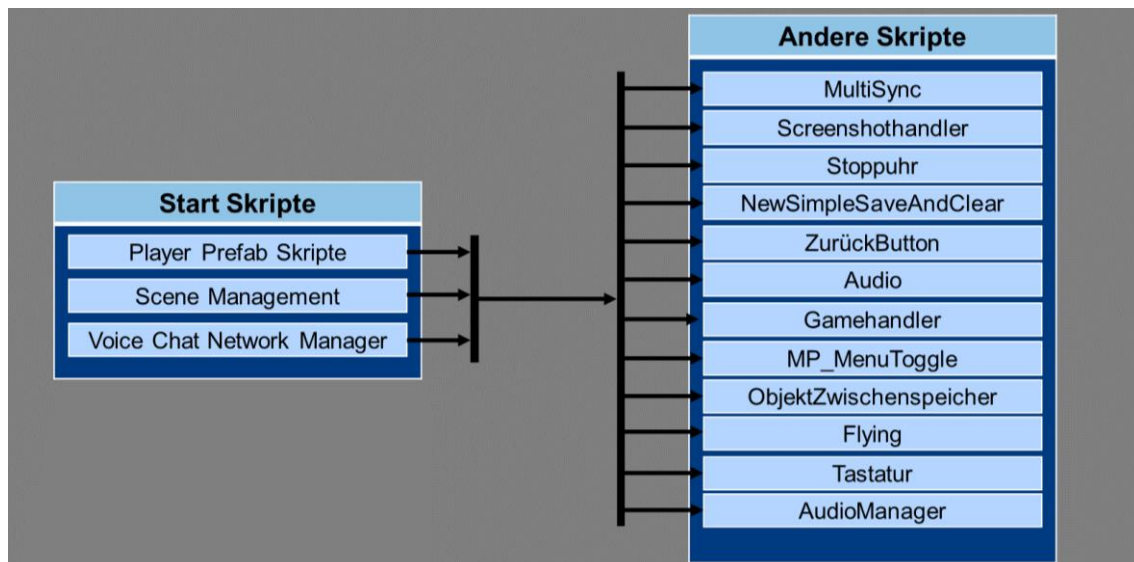 Start Skripte
Player Prefab Skripte
Scene Management
Voice Chat Network Manager
Andere Skripte
MultiSync
Screenshothandler
Stoppuhr
NewSimpleSaveAndClear
ZurückButton
Audio
Gamehandler
MP_MenuToggle
ObjektZwischenspeicher
Flying
Tastatur
AudioManager